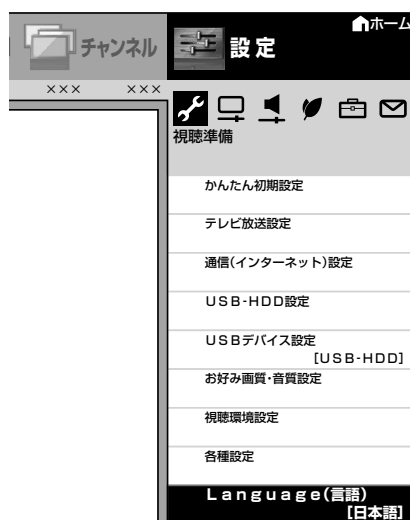 ホーム
チャンネル
設定
××× ×××
視聴準備
かんたん初期設定
テレビ放送設定
通信(インターネット)設定
USB-HDD設定
USBデバイス設定
[USB-HDD]
お好み画質・音質設定
視聴環境設定
各種設定
Language(言語)
[日本語]